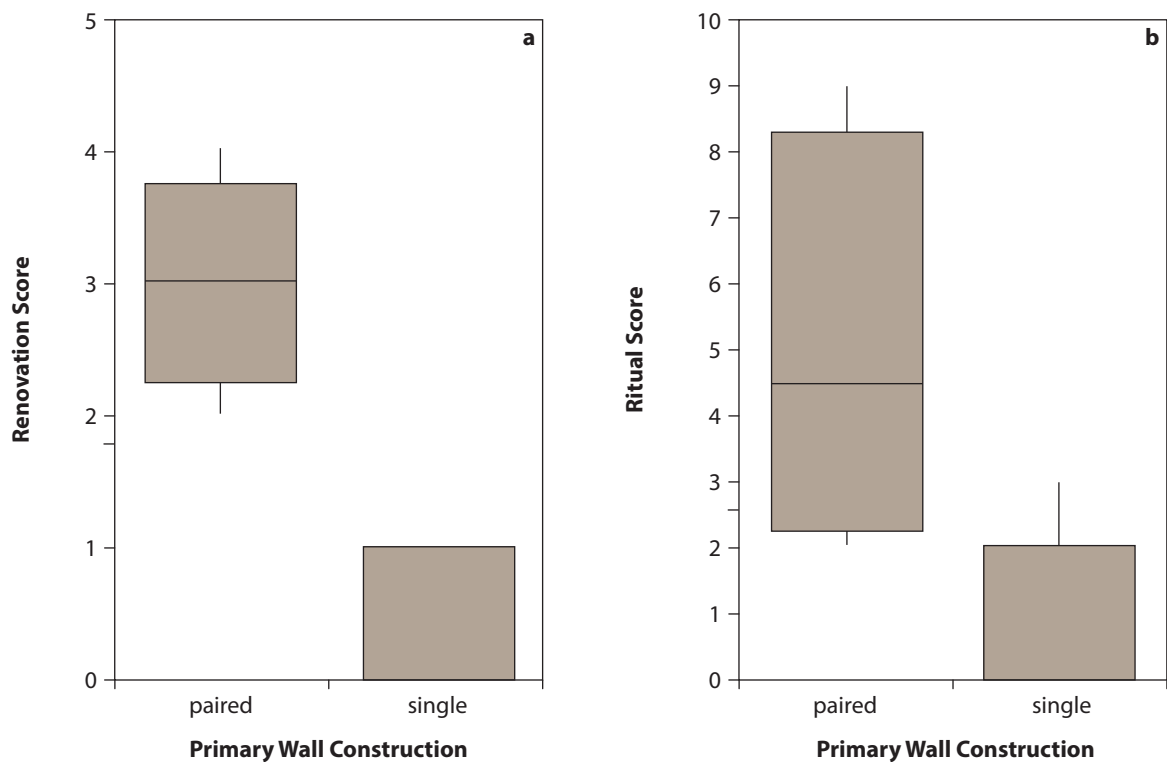 a
5
4
3
2
1
0
Renovation Score
paired
single
Primary Wall Construction
b
10
9
8
7
6
5
4
3
2
1
0
Ritual Score
paired
single
Primary Wall Construction